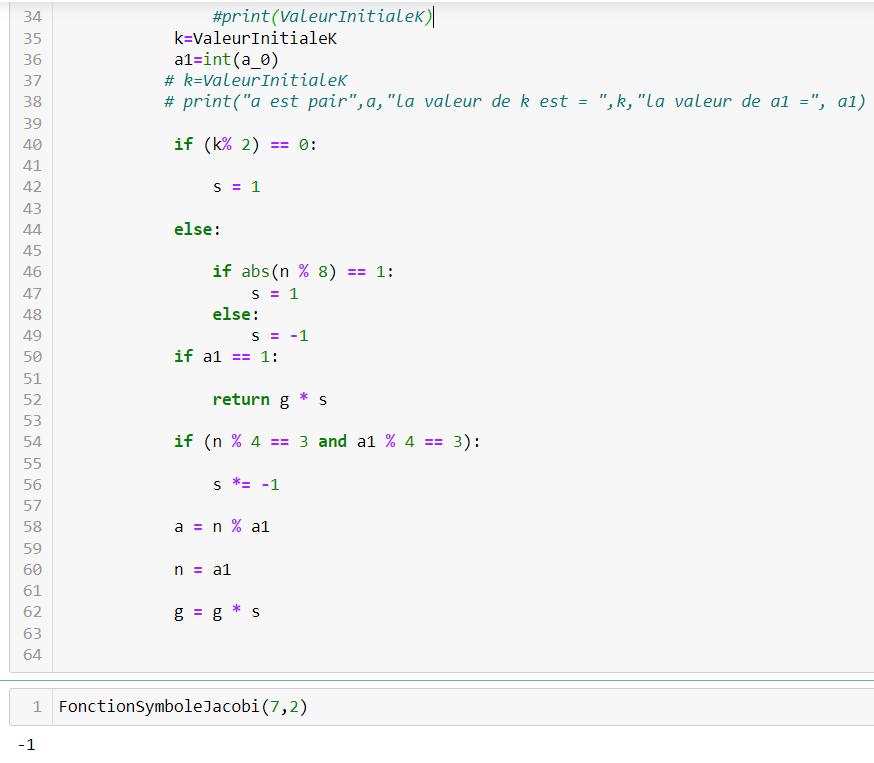 34 #print(ValeurInitialeK)
35 k=ValeurInitialeK
36 a1=int(a_0)
37 # k=ValeurInitialeK
38 # print("a est pair",a,"la valeur de k est = ",k,"la valeur de a1 =", a1)
39
40 if (k% 2) == 0:
41
42 s = 1
43
44 else:
45
46 if abs(n % 8) == 1:
47 s = 1
48 else:
49 s = -1
50 if a1 == 1:
51
52 return g * s
53
54 if (n % 4 == 3 and a1 % 4 == 3):
55
56 s *= -1
57
58 a = n % a1
59
60 n = a1
61
62 g = g * s
63
64
1 FonctionSymboleJacobi(7,2)
-1